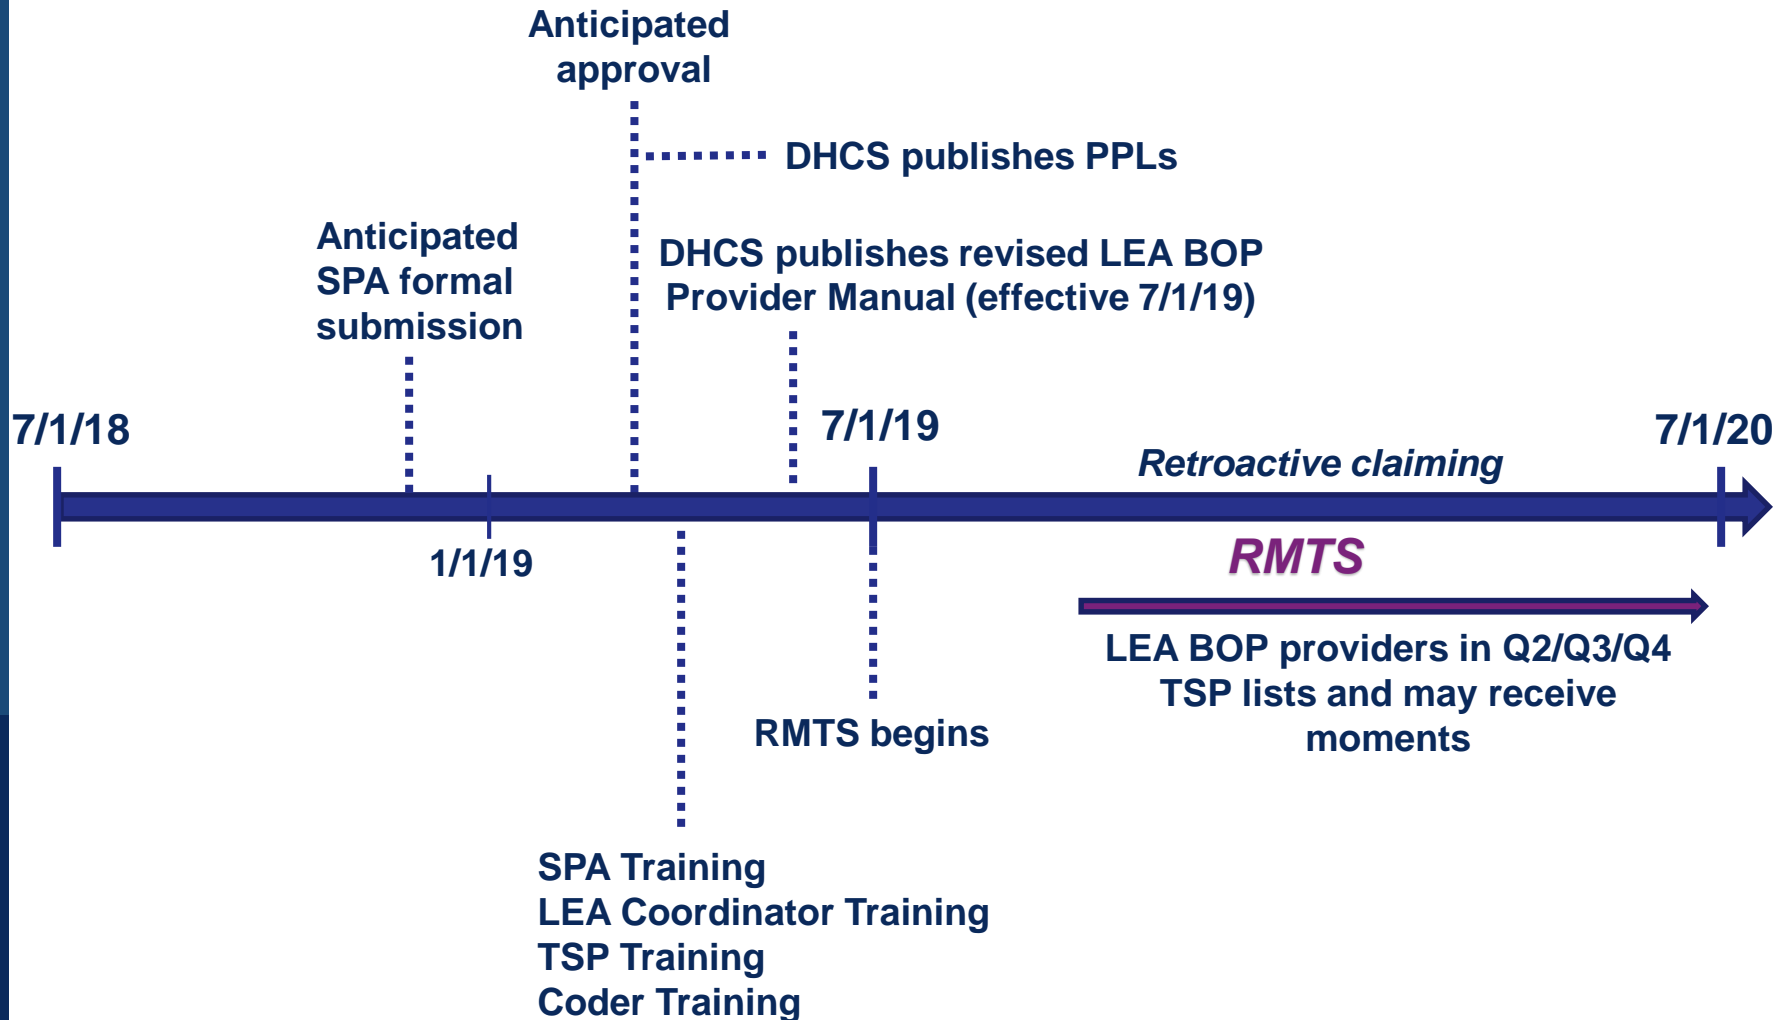 Anticipated
approval
DHCS publishes PPLs
Anticipated
SPA formal
submission
DHCS publishes revised LEA BOP
Provider Manual (effective 7/1/19)
7/1/18
7/1/19
7/1/20
Retroactive claiming
1/1/19
RMTS
LEA BOP providers in Q2/Q3/Q4
TSP lists and may receive
moments
RMTS begins
SPA Training
LEA Coordinator Training
TSP Training
Coder Training